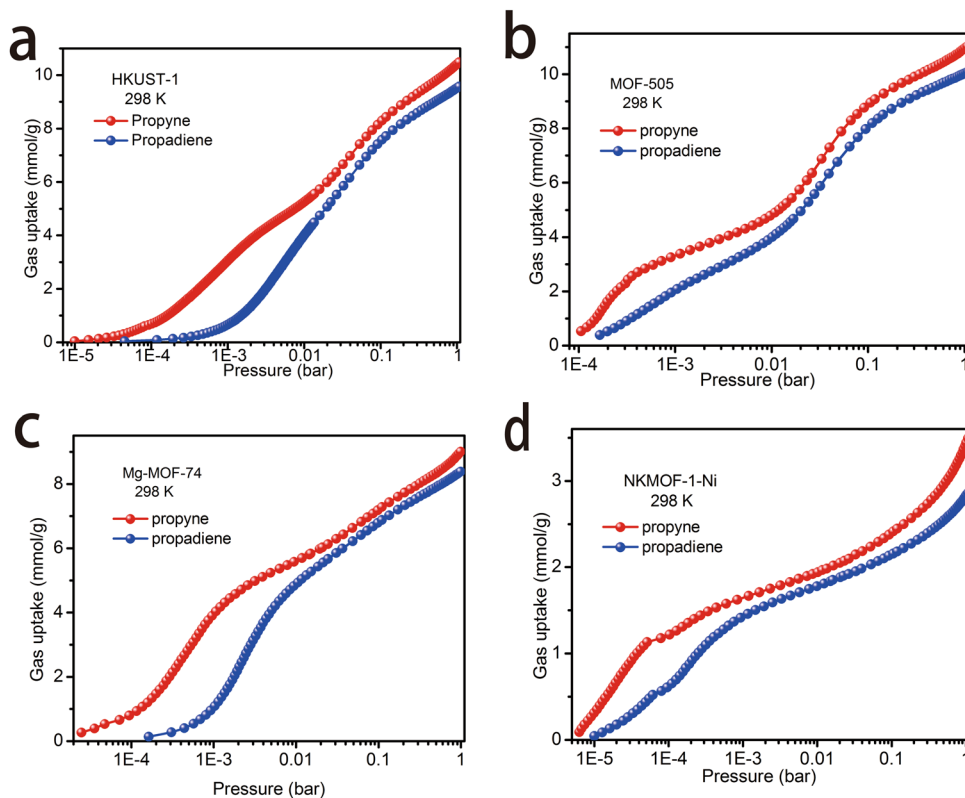 a
HKUST-1
298 K
Propyne
Propadiene
Gas uptake (mmol/g)
10
8
6
4
2
0
1E-5 1E-4 1E-3 0.01 0.1 1
Pressure (bar)
b
MOF-505
298 K
propyne
propadiene
Gas uptake (mmol/g)
10
8
6
4
2
0
1E-4 1E-3 0.01 0.1 1
Pressure (bar)
c
Mg-MOF-74
298 K
propyne
propadiene
Gas uptake (mmol/g)
8
6
4
2
0
1E-4 1E-3 0.01 0.1 1
Pressure (bar)
d
NKMOF-1-Ni
298 K
propyne
propadiene
Gas uptake (mmol/g)
3
2
1
0
1E-5 1E-4 1E-3 0.01 0.1 1
Pressure (bar)